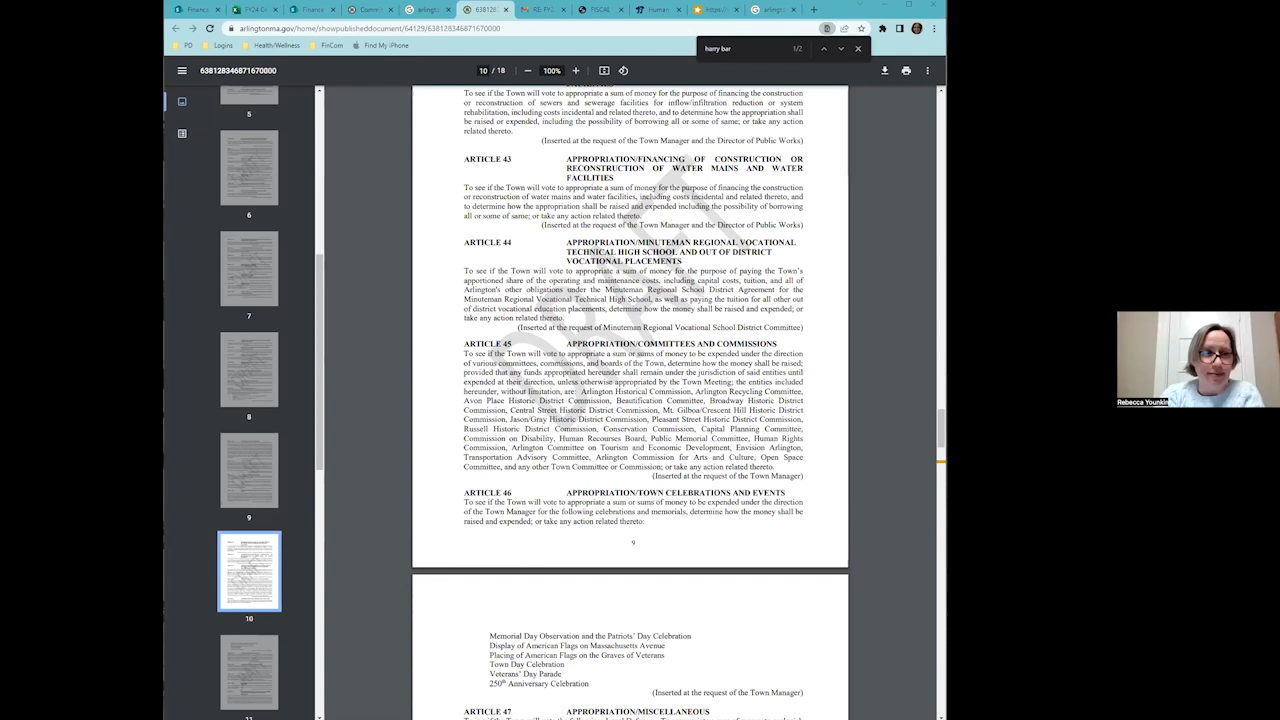 Finance
FY24 C
Finance
Commi
arlingto
63812
RE: FY2
FISCAL
Human
https://
arlingto
arlingtonma.gov/home/showpublisheddocument/64129/638128346871670000
PD
Logins
Health/Wellness
FinCom
Find My iPhone
harry bar
1/2
638128346871670000
10 / 18
100%
5
6
7
8
9
10
To see if the Town will vote to appropriate a sum of money for the purpose of financing the construction
or reconstruction of sewers and sewerage facilities for inflow/infiltration reduction or system
rehabilitation, including costs incidental and related thereto, and to determine how the appropriation shall
be raised or expended, including the possibility of borrowing all or some of same; or take any action
related thereto.
(Inserted at the request of the Town Manager and the Director of Public Works)
ARTICLE 43 APPROPRIATION/FINANCING OF CONSTRUCTION OR
RECONSTRUCTION OF WATER MAINS AND WATER
FACILITIES
To see if the Town will vote to appropriate a sum of money for the purpose of financing the construction
or reconstruction of water mains and water facilities, including costs incidental and related thereto, and
to determine how the appropriation shall be raised and expended including the possibility of borrowing
all or some of same; or take any action related thereto.
(Inserted at the request of the Town Manager and the Director of Public Works)
ARTICLE 44 APPROPRIATION/MINUTEMAN REGIONAL VOCATIONAL
TECHNICAL HIGH SCHOOL AND OUT OF DISTRICT
VOCATIONAL PLACEMENTS
To see if the Town will vote to appropriate a sum of money for the purpose of paying the Town's
apportioned share of the operating and maintenance costs, including capital costs, tuition, and all of
Arlington's other obligations under the Minuteman Regional School District Agreement for the
Minuteman Regional Vocational Technical High School, as well as paying the tuition for all other out
of district vocational education placements, determine how the money shall be raised and expended; or
take any action related thereto.
(Inserted at the request of Minuteman Regional Vocational School District Committee)
ARTICLE 45 APPROPRIATION/COMMITTEES AND COMMISSIONS
To see if the Town will vote to appropriate a sum or sums of money to be expended under the direction
of various committees, commissions, and boards of the Town, determine how the money shall be raised;
provided that any funds appropriated hereunder shall remain under the jurisdiction of said entities until
expended at their direction, unless otherwise appropriated by the Town Meeting; the entities included
hereunder, without limitation, are: Arlington Historical Commission, Arlington Recycling Committee,
Avon Place Historic District Commission, Beautification Committee, Broadway Historic District
Commission, Central Street Historic District Commission, Mt. Gilboa/Crescent Hill Historic District
Commission, Jason/Gray Historic District Commission, Pleasant Street Historic District Commission,
Russell Historic District Commission, Conservation Commission, Capital Planning Committee,
Commission on Disability, Human Recourses Board, Public Memorial Committee, Human Rights
Commission, Arlington Committee on Tourism and Economic Development, Envision Arlington,
Transportation Advisory Committee, Arlington Commission for Arts and Culture, Open Space
Committee, and any other Town Committee or Commission; or take any action related thereto.
(Inserted at the request of the Town Manager)
ARTICLE 46 APPROPRIATION/TOWN CELEBRATIONS AND EVENTS
To see if the Town will vote to appropriate a sum or sums of money to be expended under the direction
of the Town Manager for the following celebrations and memorials, determine how the money shall be
raised and expended; or take any action related thereto:
9
DRAFT
Memorial Day Observation and the Patriots' Day Celebration
Display of American Flags on Massachusetts Avenue
Placing of American Flags on the Graves of Veterans
Town Day Celebration
Veterans' Day Parade
250th Anniversary Celebration
(Inserted at the request of the Town Manager)
ARTICLE 47 APPROPRIATION/MISCELLANEOUS
Rebecca Younkin